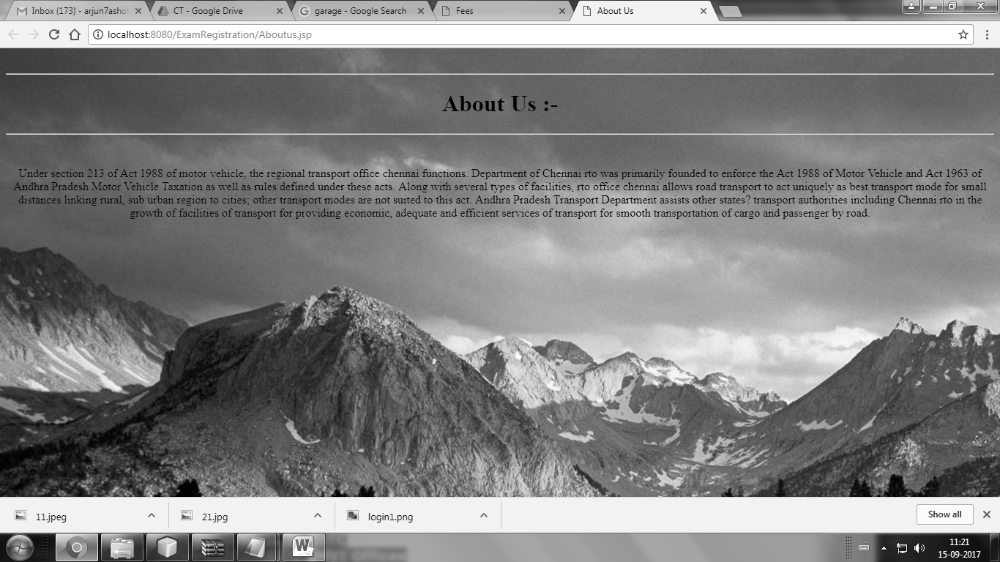 Inbox (173) - arjun7asho
CT - Google Drive
garage - Google Search
Fees
About Us
localhost:8080/ExamRegistration/Aboutus.jsp
About Us :-
Under section 213 of Act 1988 of motor vehicle, the regional transport office chennai functions. Department of Chennai rto was primarily founded to enforce the Act 1988 of Motor Vehicle and Act 1963 of
Andhra Pradesh Motor Vehicle Taxation as well as rules defined under these acts. Along with several types of facilities, rto office chennai allows road transport to act uniquely as best transport mode for small
distances linking rural, sub urban region to cities; other transport modes are not suited to this act. Andhra Pradesh Transport Department assists other states? transport authorities including Chennai rto in the
growth of facilities of transport for providing economic, adequate and efficient services of transport for smooth transportation of cargo and passenger by road.
11.jpeg
21.jpg
login1.png
Show all
11:21
15-09-2017